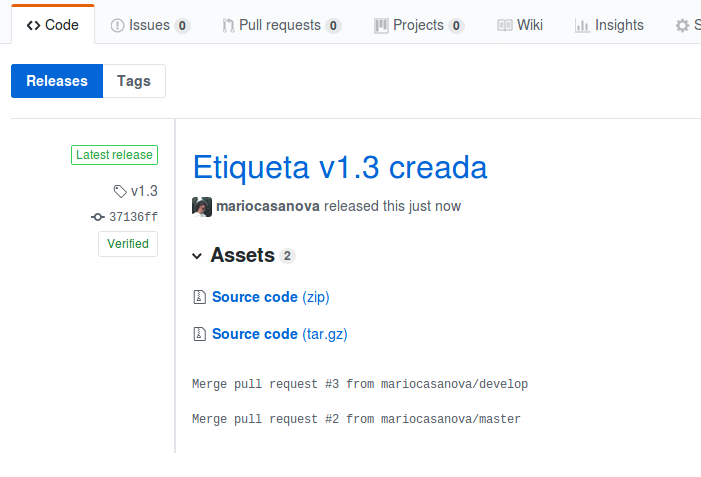 Code Issues 0 Pull requests 0 Projects 0 Wiki Insights S
Releases Tags
Latest release
v1.3
37136ff
Verified
Etiqueta v1.3 creada
mariocasanova released this just now
Assets 2
Source code (zip)
Source code (tar.gz)
Merge pull request #3 from mariocasanova/develop
Merge pull request #2 from mariocasanova/master